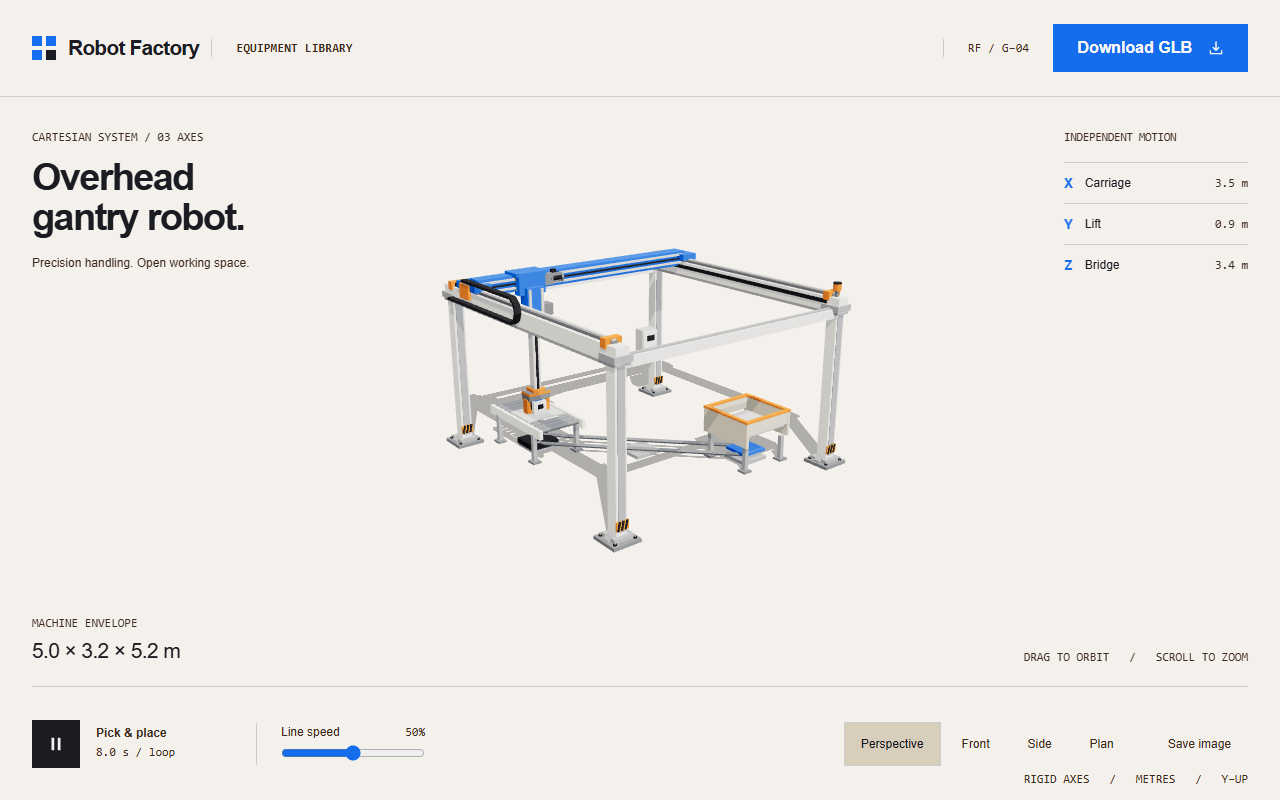 Robot Factory
EQUIPMENT LIBRARY
RF / G-04
Download GLB
CARTESIAN SYSTEM / 03 AXES
Overhead
gantry robot.
Precision handling. Open working space.
INDEPENDENT MOTION
X Carriage 3.5 m
Y Lift 0.9 m
Z Bridge 3.4 m
MACHINE ENVELOPE
5.0 × 3.2 × 5.2 m
DRAG TO ORBIT / SCROLL TO ZOOM
Pick & place
8.0 s / loop
Line speed 50%
Perspective Front Side Plan Save image
RIGID AXES / METRES / Y-UP